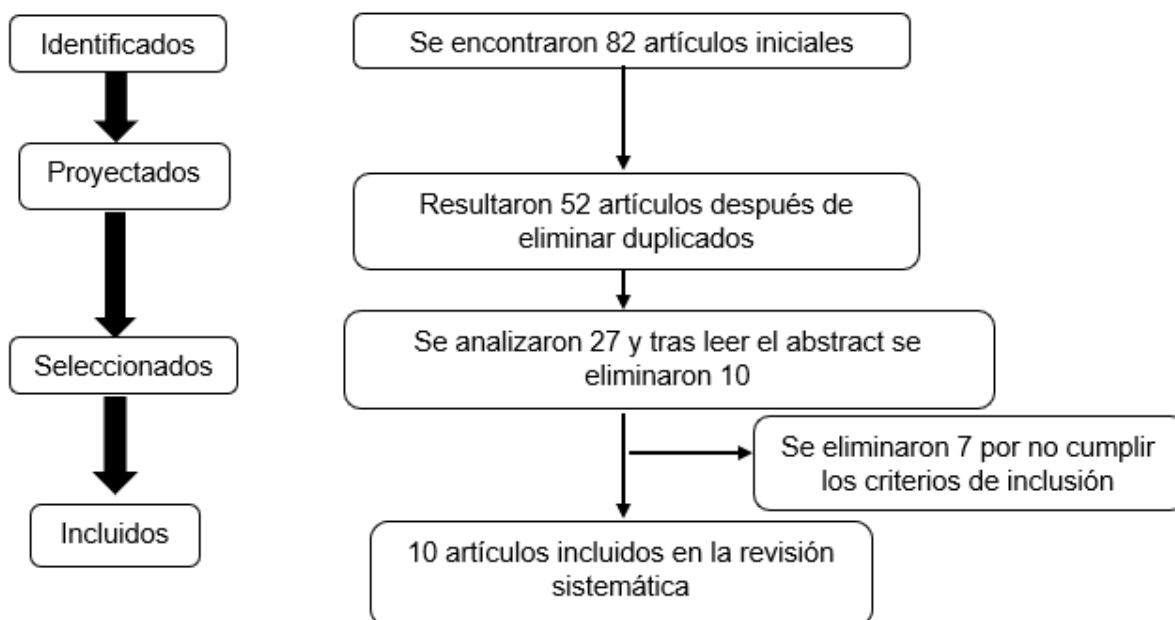 Identificados
Se encontraron 82 artículos iniciales
Proyectados
Resultaron 52 artículos después de
eliminar duplicados
Seleccionados
Se analizaron 27 y tras leer el abstract se
eliminaron 10
Se eliminaron 7 por no cumplir
los criterios de inclusión
Incluidos
10 artículos incluidos en la revisión
sistemática